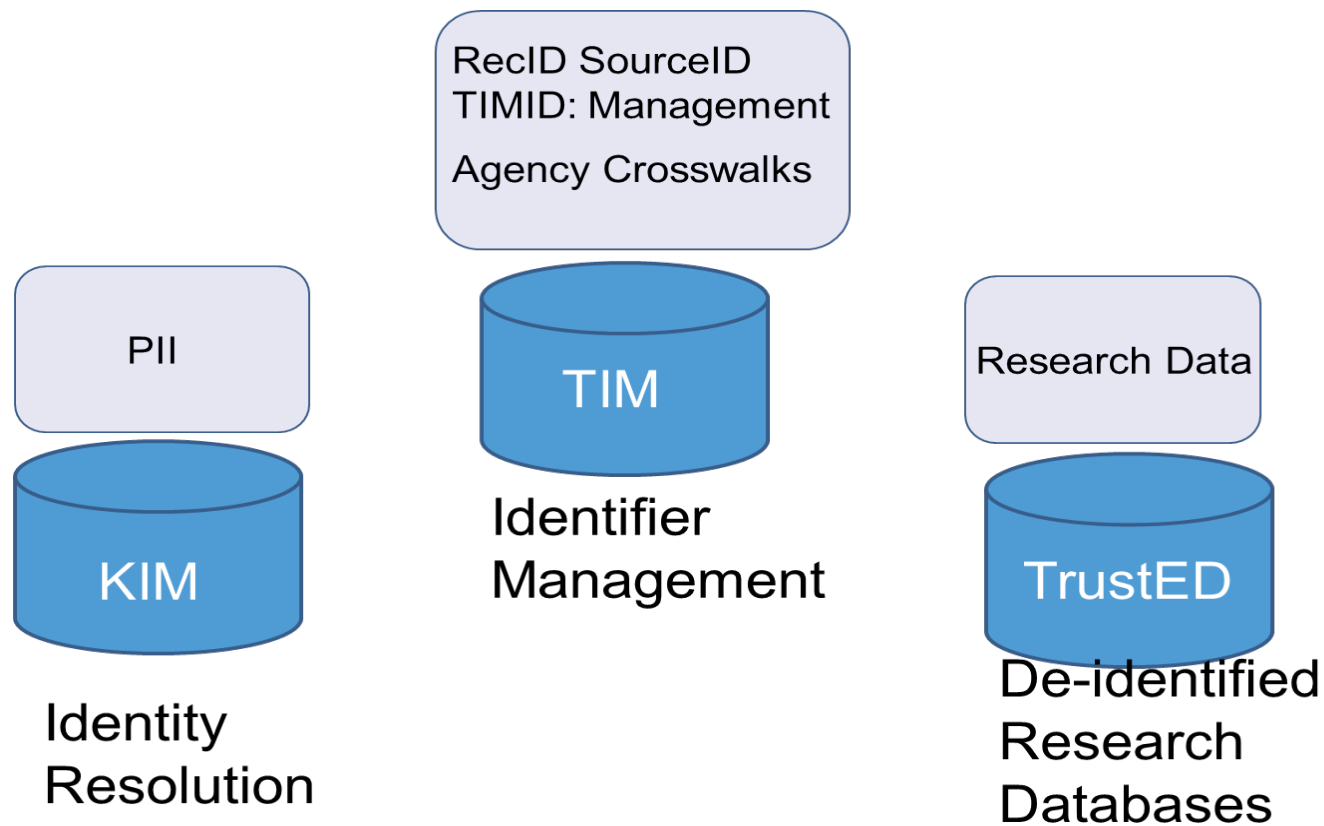 RecID SourceID
TIMID: Management
Agency Crosswalks
PII
Research Data
TIM
KIM
TrustED
Identifier
Management
Identity
Resolution
De-identified
Research
Databases